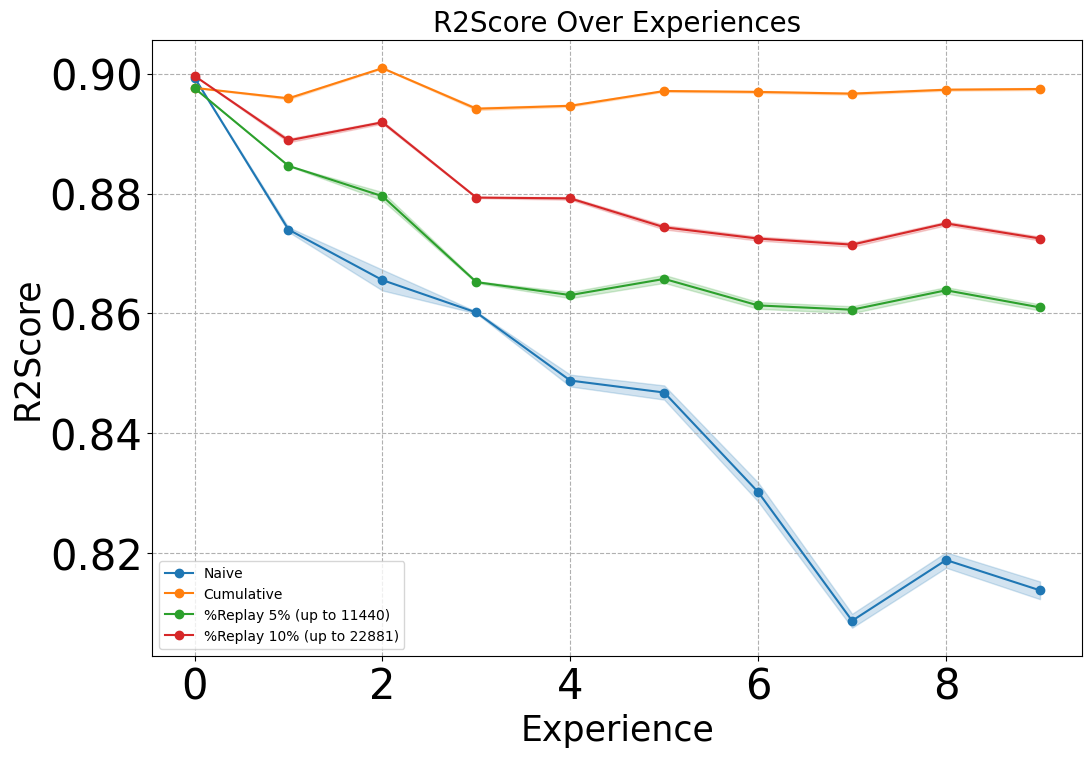 R2Score Over Experiences
0.90
0.88
0.86
0.84
0.82
R2Score
Naive
Cumulative
%Replay 5% (up to 11440)
%Replay 10% (up to 22881)
0 2 4 6 8
Experience